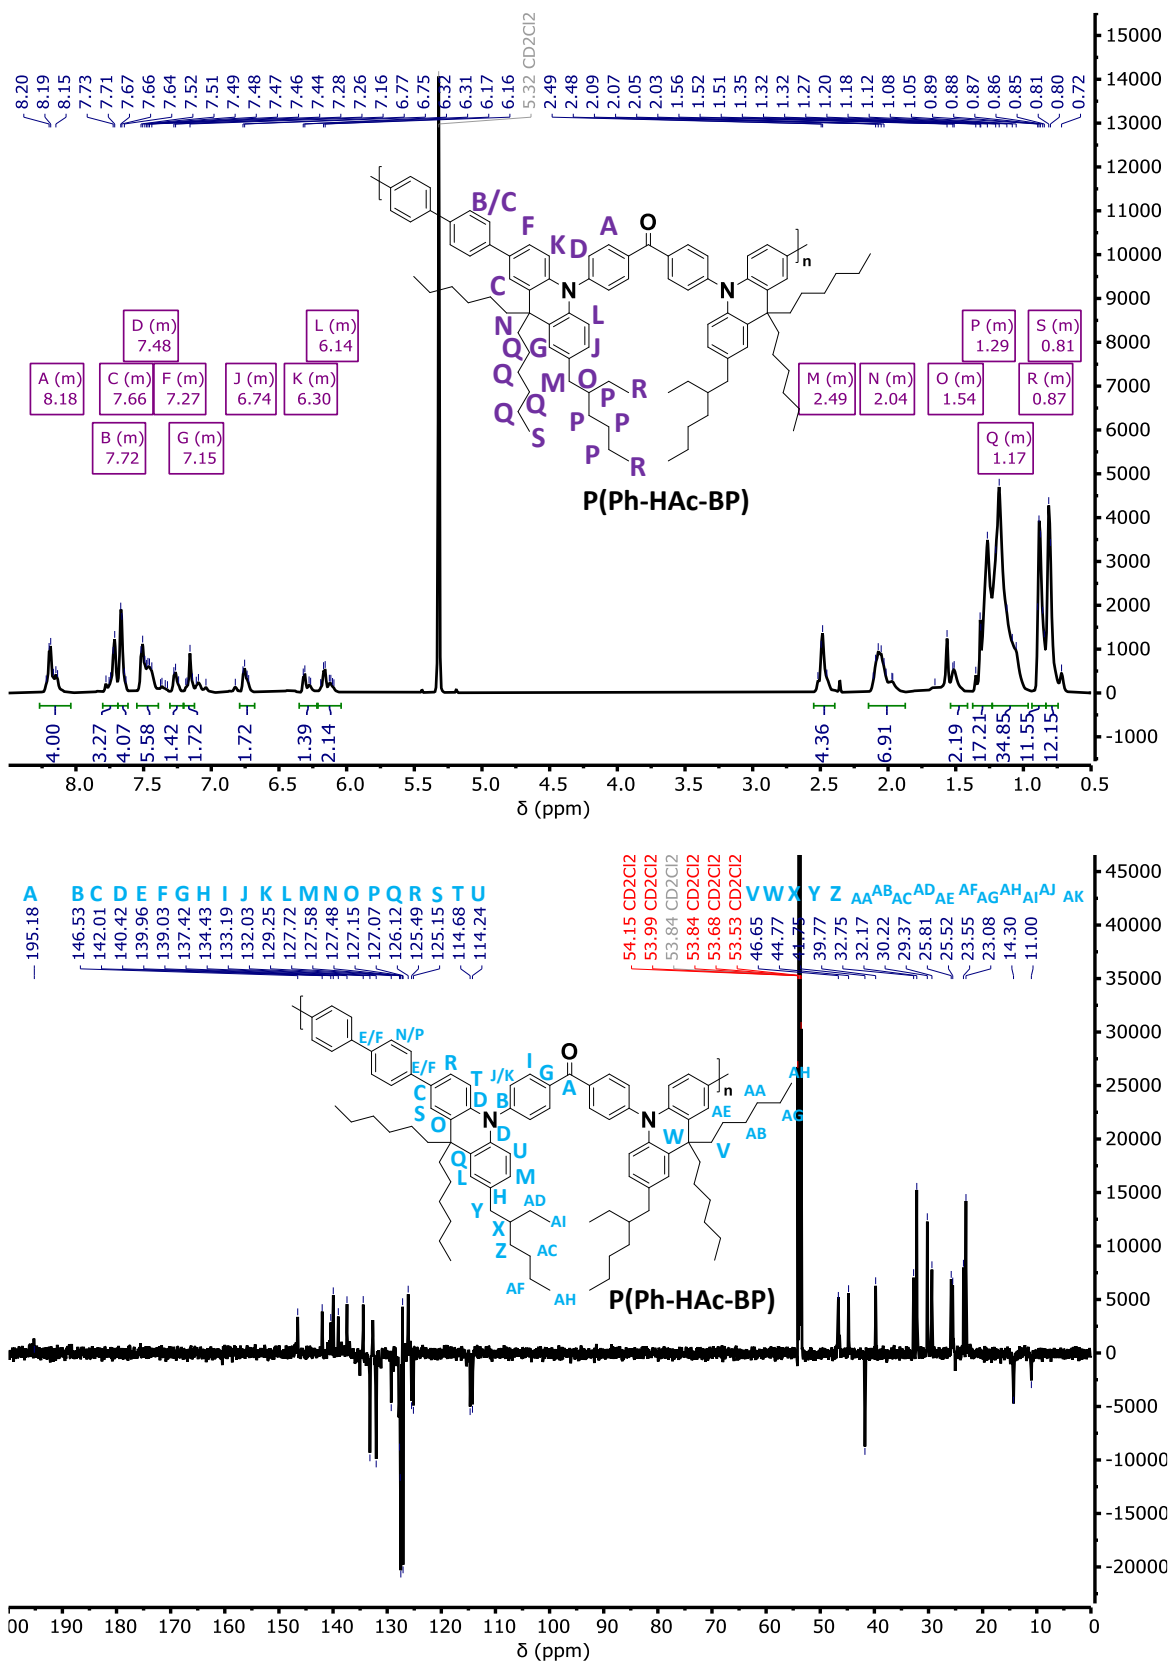 5.32 CD2Cl2
8.20 8.19 8.15 7.73 7.71 7.67 7.66 7.64 7.52 7.51 7.49 7.48 7.47 7.46 7.44 7.28 7.26 7.16 6.77 6.75 6.32 6.31 6.17 6.16 2.49 2.48 2.09 2.07 2.05 2.03 1.56 1.52 1.51 1.35 1.32 1.32 1.27 1.20 1.18 1.12 1.08 1.05 0.89 0.88 0.87 0.86 0.85 0.81 0.80 0.72
15000
14000
13000
12000
11000
10000
9000
8000
7000
6000
5000
4000
3000
2000
1000
0
-1000
B/C
F K D A O
n
C N N
N L
Q G J
Q M O R
Q Q P
S P P
P R
P(Ph-HAc-BP)
D (m)
7.48
L (m)
6.14
P (m)
1.29
S (m)
0.81
A (m)
8.18
C (m)
7.66
F (m)
7.27
J (m)
6.74
K (m)
6.30
M (m)
2.49
N (m)
2.04
O (m)
1.54
R (m)
0.87
B (m)
7.72
G (m)
7.15
Q (m)
1.17
4.00 3.27 4.07 5.58 1.42 1.72 1.72 1.39 2.14 4.36 6.91 2.19 17.21 34.85 11.55 12.15
8.0 7.5 7.0 6.5 6.0 5.5 5.0 4.5 4.0 3.5 3.0 2.5 2.0 1.5 1.0 0.5
δ (ppm)
A B C D E F G H I J K L M N O P Q R S T U V W X Y Z AA AB AC AD AE AF AG AH AI AJ AK
195.18 146.53 142.01 140.42 139.96 139.03 137.42 134.43 133.19 132.03 129.25 127.72 127.58 127.48 127.15 127.07 126.12 125.49 125.15 114.68 114.24
54.15 CD2Cl2
53.99 CD2Cl2
53.84 CD2Cl2
53.84 CD2Cl2
53.68 CD2Cl2
53.53 CD2Cl2
46.65 44.77 41.75 39.77 32.75 32.17 30.22 29.37 25.81 25.52 23.55 23.08 14.30 11.00
45000
40000
35000
30000
25000
20000
15000
10000
5000
0
-5000
-10000
-15000
-20000
E/F N/P
E/F R J/K I O
C T G A n AH
S D B AE AA
O N N AG
D W AB
Q U V
L M
H
Y AD
X AI
Z AC
AF AH
P(Ph-HAc-BP)
200 190 180 170 160 150 140 130 120 110 100 90 80 70 60 50 40 30 20 10 0
δ (ppm)